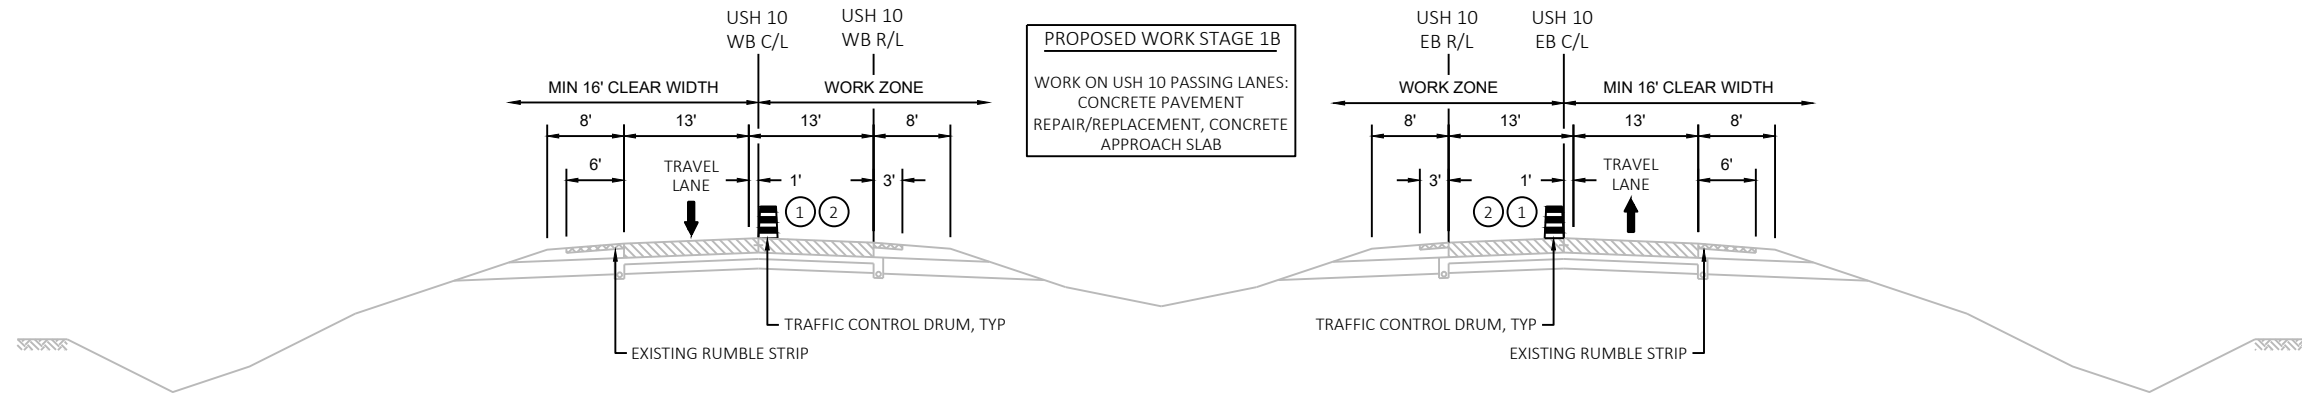 USH 10
WB C/L
USH 10
WB R/L
MIN 16' CLEAR WIDTH
WORK ZONE
8'
13'
13'
8'
6'
TRAVEL
LANE
1'
3'
1
2
TRAFFIC CONTROL DRUM, TYP
EXISTING RUMBLE STRIP
PROPOSED WORK STAGE 1B
WORK ON USH 10 PASSING LANES:
CONCRETE PAVEMENT
REPAIR/REPLACEMENT, CONCRETE
APPROACH SLAB
USH 10
EB R/L
USH 10
EB C/L
WORK ZONE
MIN 16' CLEAR WIDTH
8'
13'
13'
8'
3'
1'
TRAVEL
LANE
6'
2
1
TRAFFIC CONTROL DRUM, TYP
EXISTING RUMBLE STRIP